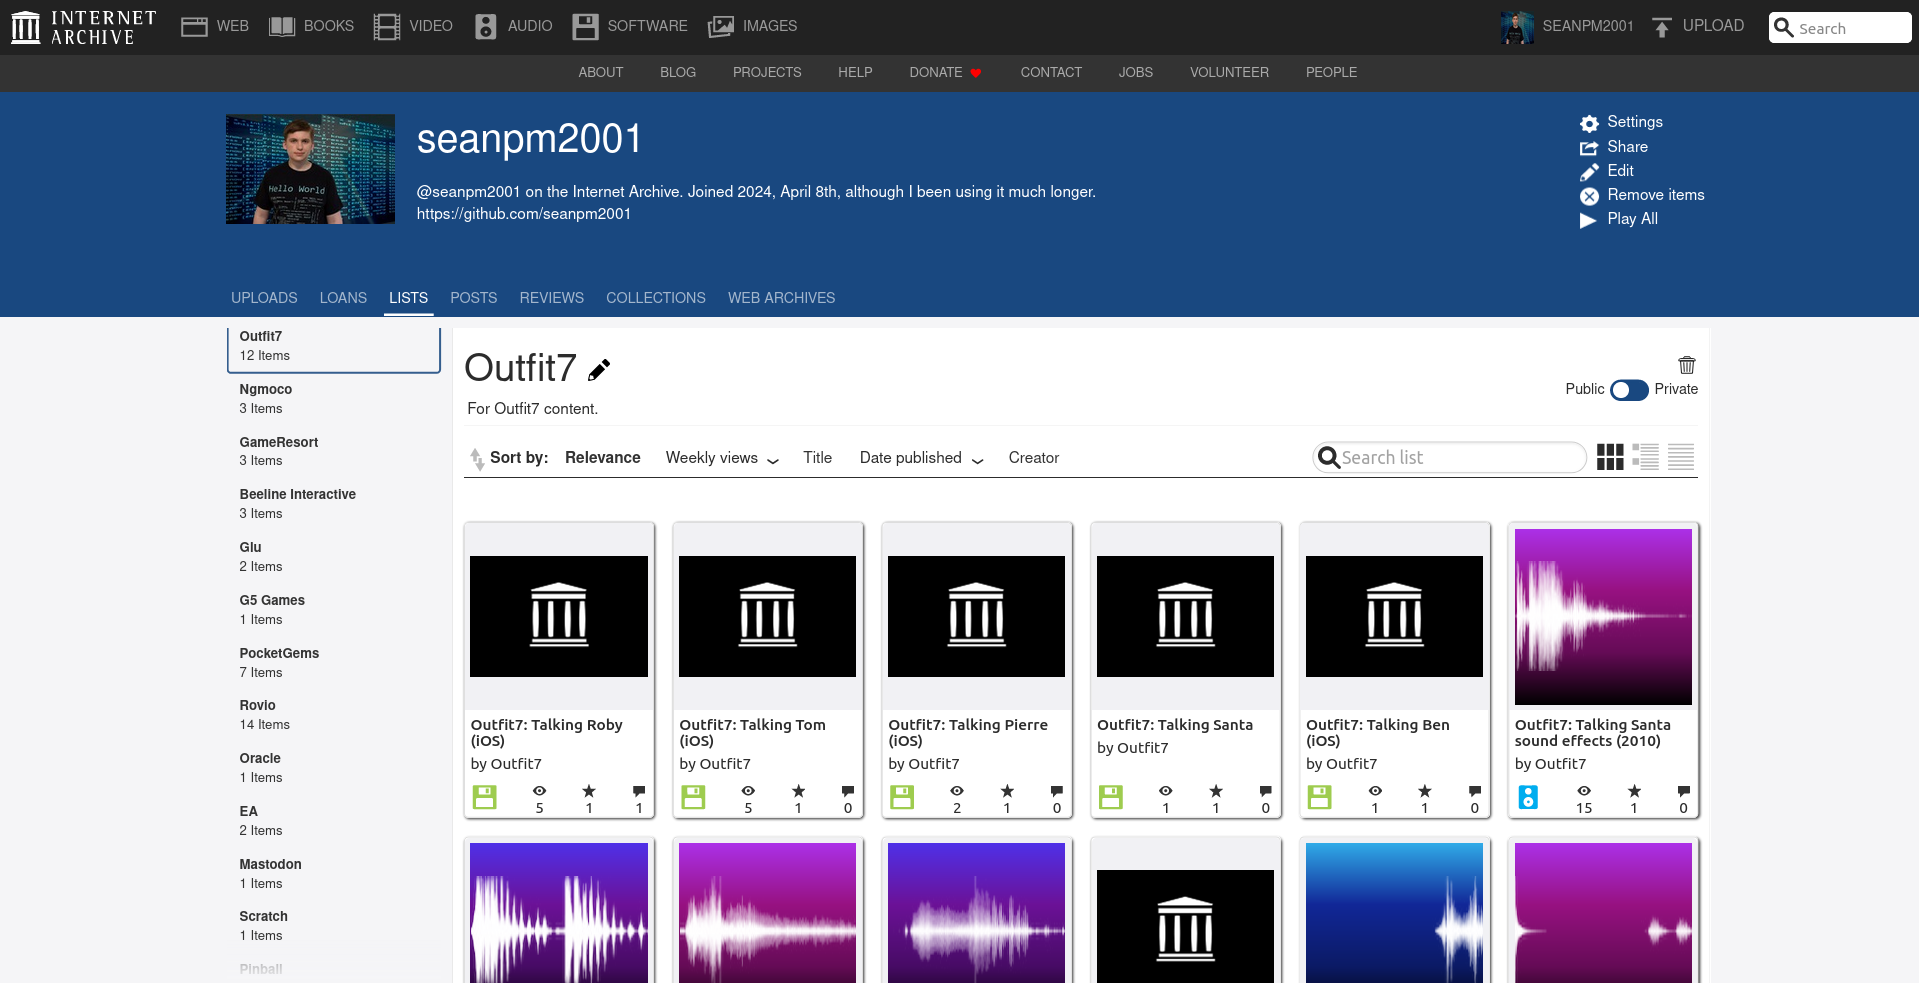 INTERNET
ARCHIVE
WEB BOOKS VIDEO AUDIO SOFTWARE IMAGES
SEANPM2001 UPLOAD Search
ABOUT BLOG PROJECTS HELP DONATE CONTACT JOBS VOLUNTEER PEOPLE
seanpm2001
@seanpm2001 on the Internet Archive. Joined 2024, April 8th, although I been using it much longer.
https://github.com/seanpm2001
Hello World
Settings
Share
Edit
Remove items
Play All
UPLOADS LOANS LISTS POSTS REVIEWS COLLECTIONS WEB ARCHIVES
Outfit7
12 Items
Ngmoco
3 Items
GameResort
3 Items
Beeline Interactive
3 Items
Glu
2 Items
G5 Games
1 Items
PocketGems
7 Items
Rovio
14 Items
Oracle
1 Items
EA
2 Items
Mastodon
1 Items
Scratch
1 Items
Pinball
Outfit7
For Outfit7 content.
Public Private
Sort by: Relevance Weekly views Title Date published Creator
Search list
Outfit7: Talking Roby
(iOS)
by Outfit7
5 1 1
Outfit7: Talking Tom
(iOS)
by Outfit7
5 1 0
Outfit7: Talking Pierre
(iOS)
by Outfit7
2 1 0
Outfit7: Talking Santa
by Outfit7
1 1 0
Outfit7: Talking Ben
(iOS)
by Outfit7
1 1 0
Outfit7: Talking Santa
sound effects (2010)
by Outfit7
15 1 0